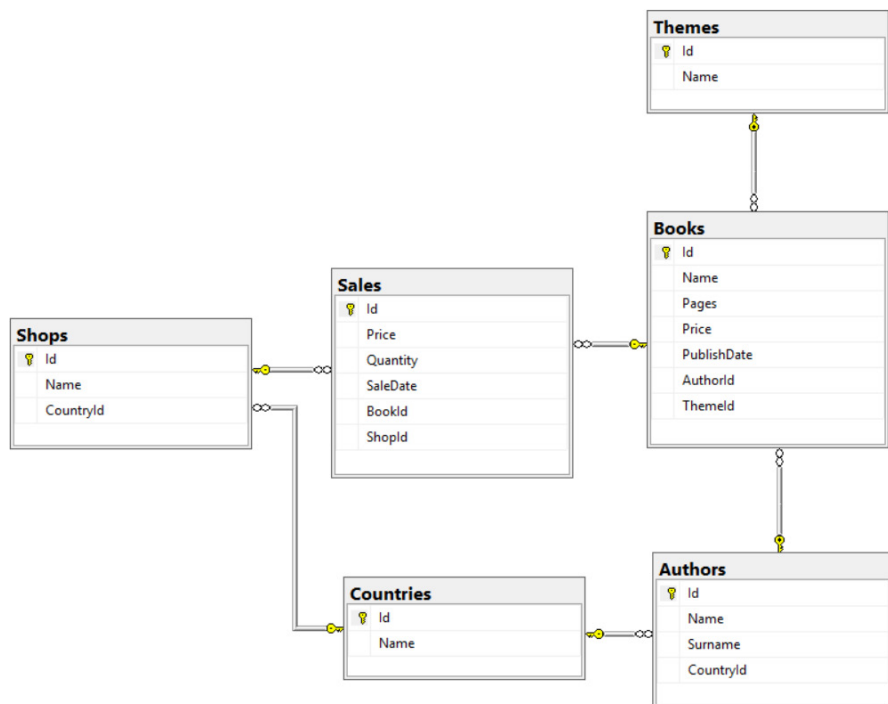 Themes
Id
Name
Books
Id
Name
Pages
Price
PublishDate
AuthorId
ThemeId
Sales
Id
Price
Quantity
SaleDate
BookId
ShopId
Shops
Id
Name
CountryId
Countries
Id
Name
Authors
Id
Name
Surname
CountryId